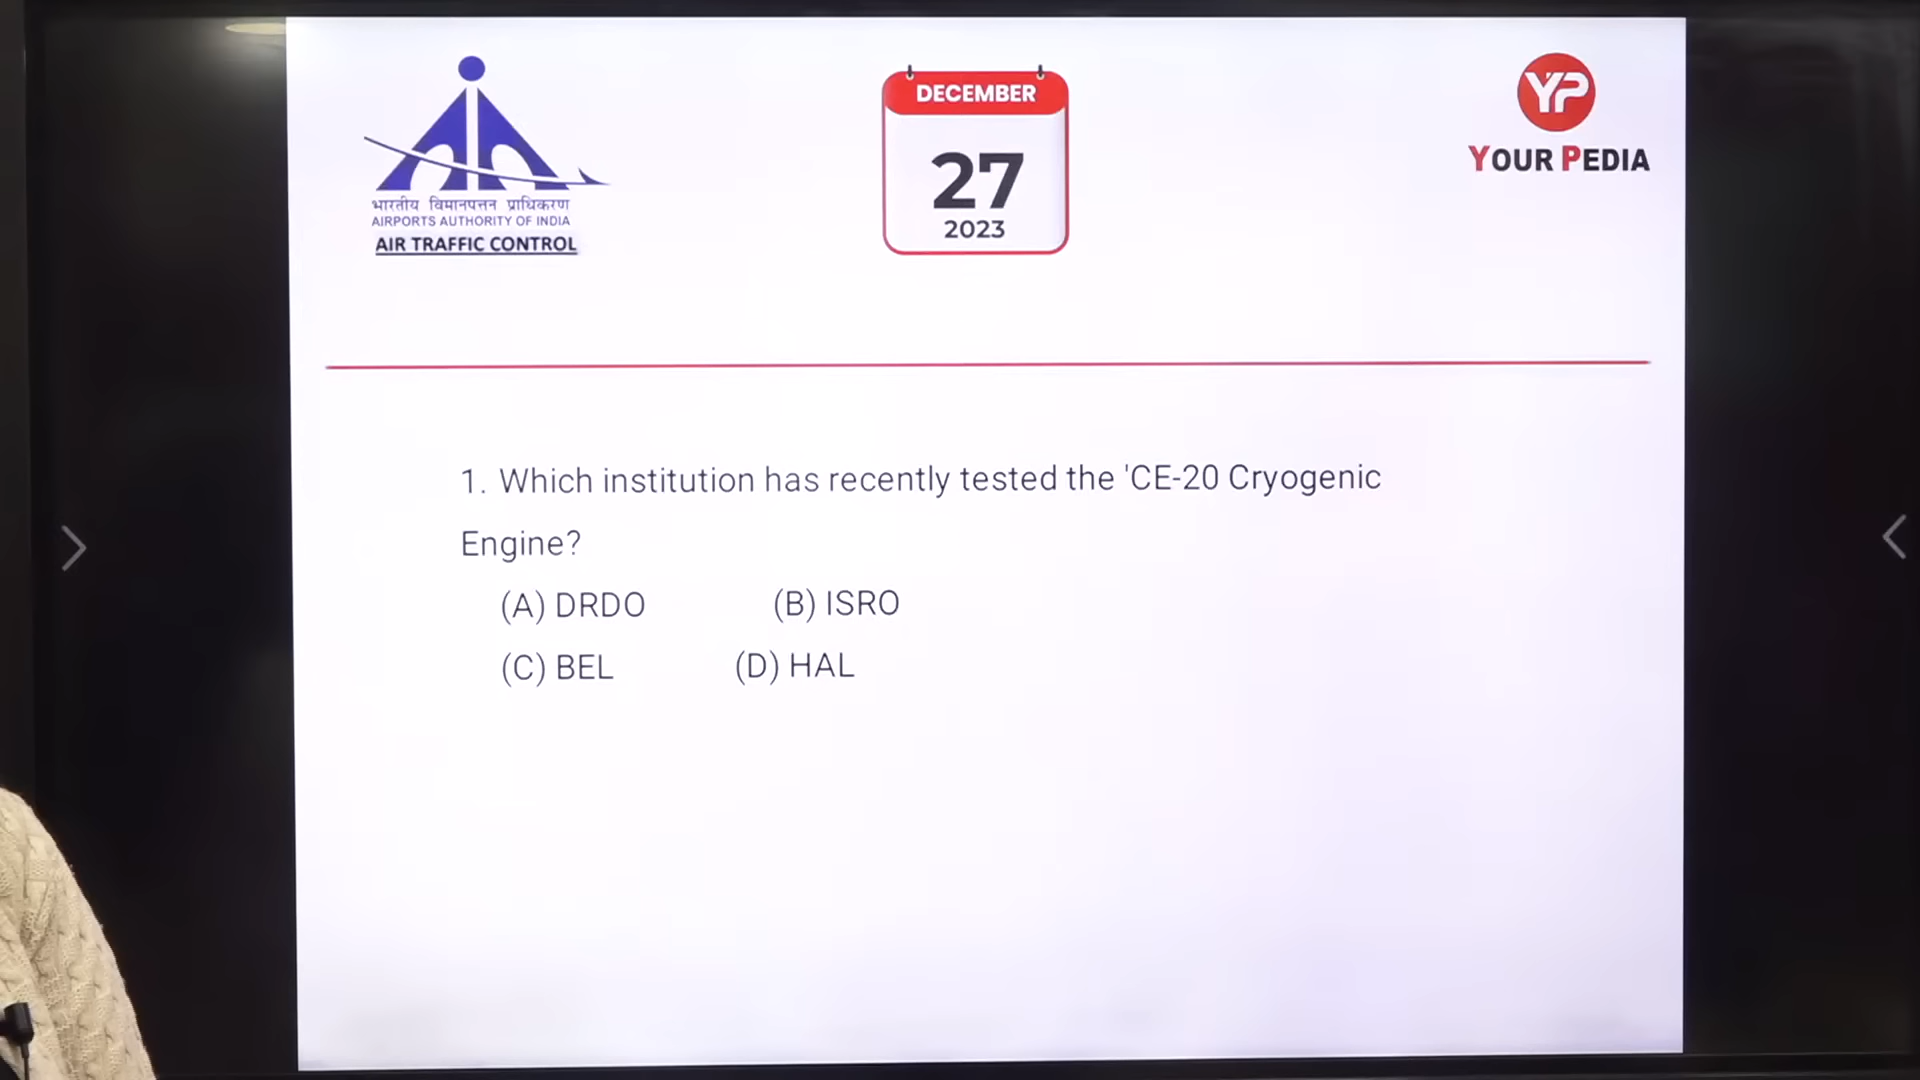 भारतीय विमानपत्तन प्राधिकरण
AIRPORTS AUTHORITY OF INDIA
AIR TRAFFIC CONTROL
DECEMBER
27
2023
YP
YOUR PEDIA
1. Which institution has recently tested the 'CE-20 Cryogenic
Engine?
(A) DRDO (B) ISRO
(C) BEL (D) HAL